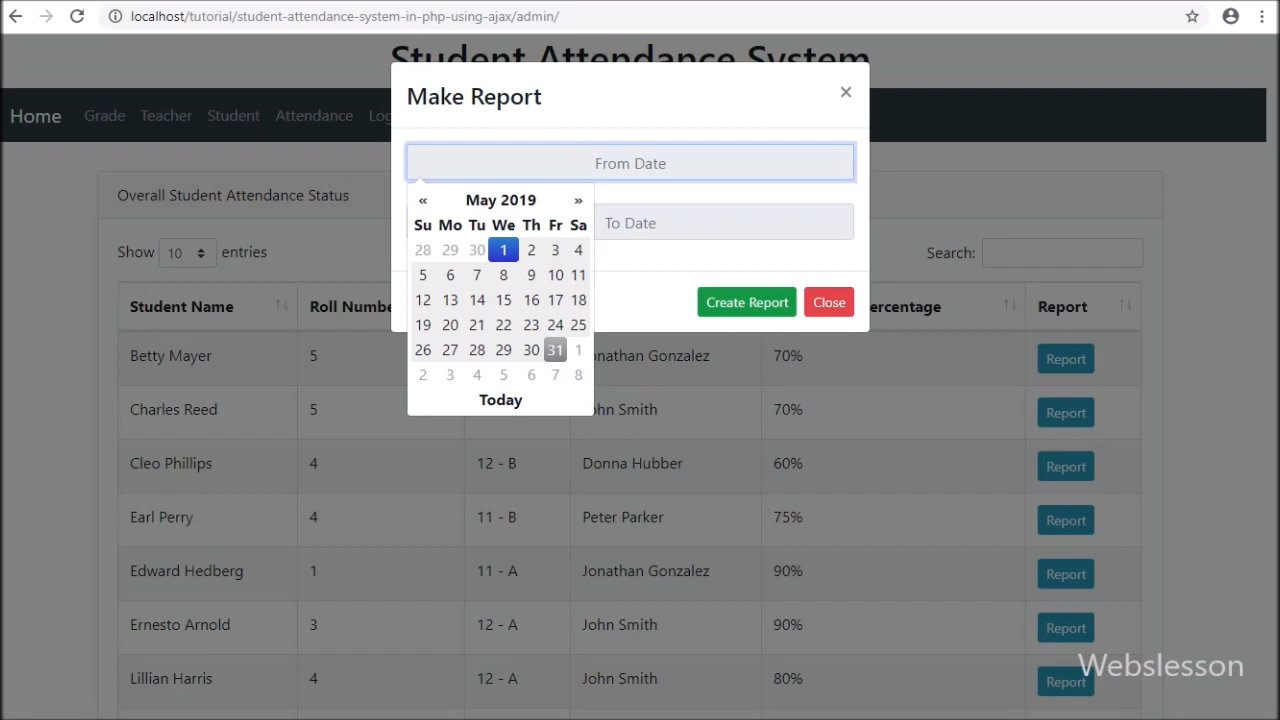 localhost/tutorial/student-attendance-system-in-php-using-ajax/admin/
Student Attendance System
Make Report
×
Home Grade Teacher Student Attendance
From Date
Overall Student Attendance Status
« May 2019 »
Su Mo Tu We Th Fr Sa
28 29 30 1 2 3 4
5 6 7 8 9 10 11
12 13 14 15 16 17 18
19 20 21 22 23 24 25
26 27 28 29 30 31 1
2 3 4 5 6 7 8
Today
To Date
Show 10 entries
Search:
Create Report Close
Student Name Roll Numbe ercentage Report
Betty Mayer 5 onathan Gonzalez 70% Report
Charles Reed 5 ohn Smith 70% Report
Cleo Phillips 4 12 - B Donna Hubber 60% Report
Earl Perry 4 11 - B Peter Parker 75% Report
Edward Hedberg 1 11 - A Jonathan Gonzalez 90% Report
Ernesto Arnold 3 12 - A John Smith 90% Report
Lillian Harris 4 12 - A John Smith 80% Report
Webslesson